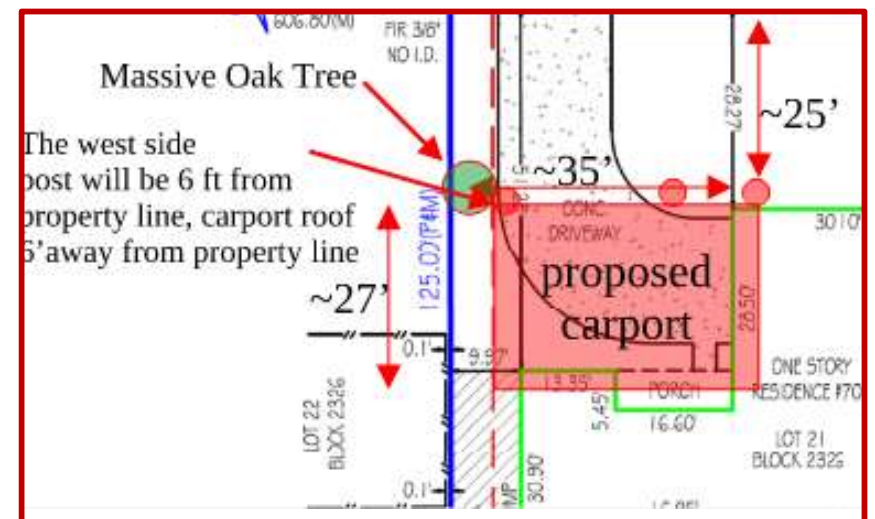 606.80'(M)
FIR 3/8"
NO I.D.
Massive Oak Tree
The west side
post will be 6 ft from
property line, carport roof
6'away from property line
28.27'
~25'
~35'
CONC.
DRIVEWAY
125.00'(P&M)
30.10'
proposed
carport
~27'
28.50'
0.1'
9.97'
13.35'
PORCH
ONE STORY
RESIDENCE #70
5.45'
16.60'
LOT 22
BLOCK 2326
LOT 21
BLOCK 2326
0.1'
30.90'